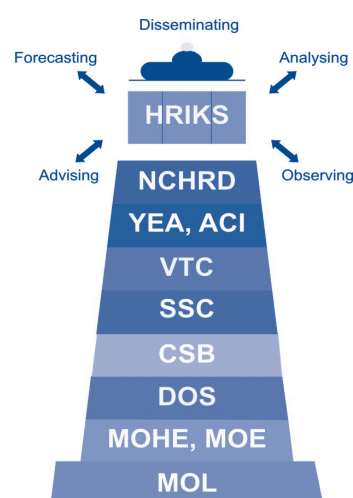 Disseminating
Forecasting
Analysing
HRIKS
Advising
Observing
NCHRD
YEA, ACI
VTC
SSC
CSB
DOS
MOHE, MOE
MOL